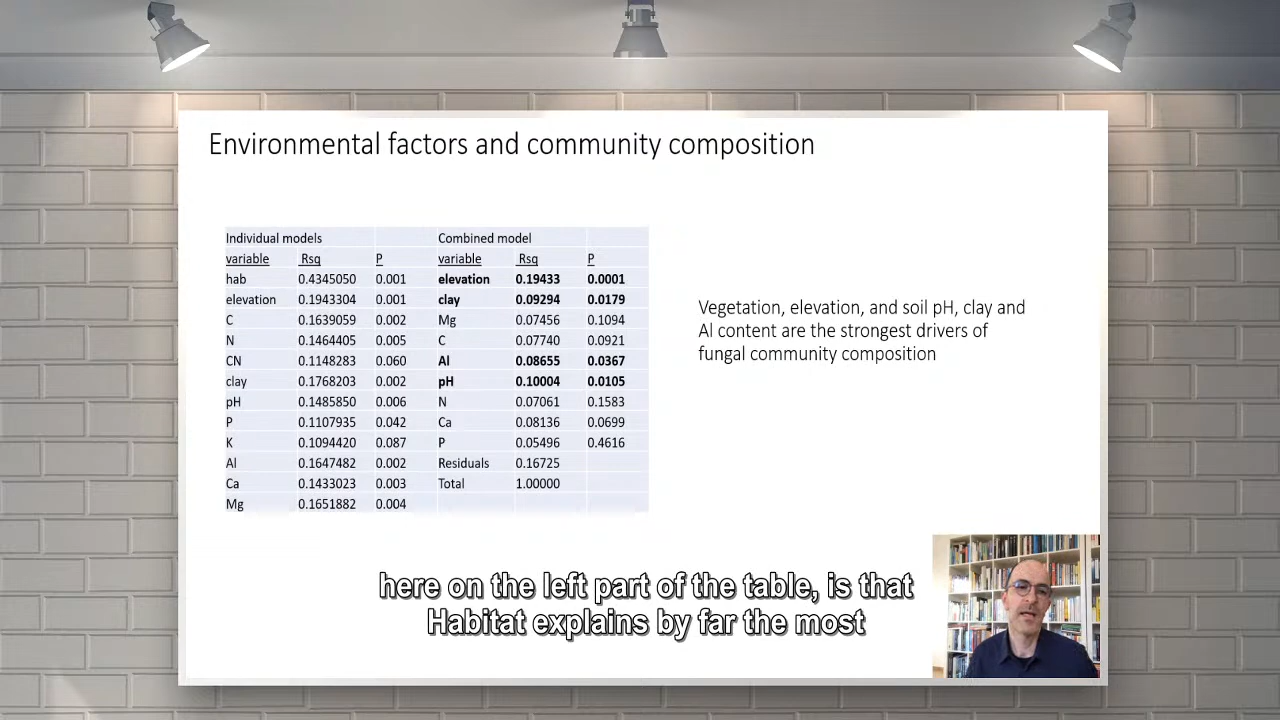 Environmental factors and community composition
Individual models Combined model
variable Rsq P variable Rsq P
hab 0.4345050 0.001 elevation 0.19433 0.0001
elevation 0.1943304 0.001 clay 0.09294 0.0179
C 0.1639059 0.002 Mg 0.07456 0.1094
N 0.1464405 0.005 C 0.07740 0.0921
CN 0.1148283 0.060 Al 0.08655 0.0367
clay 0.1768203 0.002 pH 0.10004 0.0105
pH 0.1485850 0.006 N 0.07061 0.1583
P 0.1107935 0.042 Ca 0.08136 0.0699
K 0.1094420 0.087 P 0.05496 0.4616
Al 0.1647482 0.002 Residuals 0.16725
Ca 0.1433023 0.003 Total 1.00000
Mg 0.1651882 0.004
Vegetation, elevation, and soil pH, clay and
Al content are the strongest drivers of
fungal community composition
here on the left part of the table, is that
Habitat explains by far the most